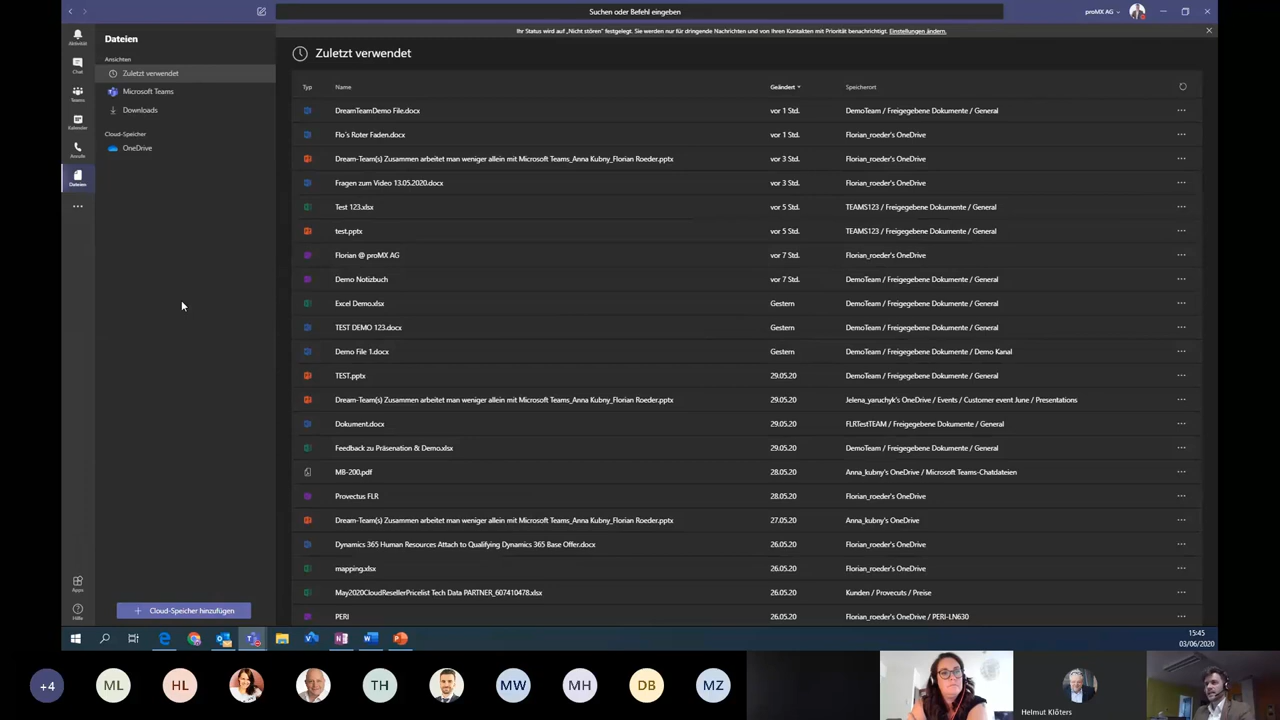 Suchen oder Befehl eingeben
proMX AG
Ihr Status wird auf „Nicht stören" festgelegt. Sie werden nur für dringende Nachrichten und von Ihren Kontakten mit Priorität benachrichtigt. Einstellungen ändern.
Aktivität
Chat
Teams
Kalender
Anrufe
Dateien
Apps
Hilfe
Dateien
Ansichten
Zuletzt verwendet
Microsoft Teams
Downloads
Cloud-Speicher
OneDrive
Cloud-Speicher hinzufügen
Zuletzt verwendet
Typ Name Geändert Speicherort
DreamTeamDemo File.docx vor 1 Std. DemoTeam / Freigegebene Dokumente / General
Flo´s Roter Faden.docx vor 1 Std. Florian_roeder's OneDrive
Dream-Team(s) Zusammen arbeitet man weniger allein mit Microsoft Teams_Anna Kubny_Florian Roeder.pptx vor 3 Std. Florian_roeder's OneDrive
Fragen zum Video 13.05.2020.docx vor 3 Std. Florian_roeder's OneDrive
Test 123.xlsx vor 5 Std. TEAMS123 / Freigegebene Dokumente / General
test.pptx vor 5 Std. TEAMS123 / Freigegebene Dokumente / General
Florian @ proMX AG vor 7 Std. Florian_roeder's OneDrive
Demo Notizbuch vor 7 Std. DemoTeam / Freigegebene Dokumente / General
Excel Demo.xlsx Gestern DemoTeam / Freigegebene Dokumente / General
TEST DEMO 123.docx Gestern DemoTeam / Freigegebene Dokumente / General
Demo File 1.docx Gestern DemoTeam / Freigegebene Dokumente / Demo Kanal
TEST.pptx 29.05.20 DemoTeam / Freigegebene Dokumente / General
Dream-Team(s) Zusammen arbeitet man weniger allein mit Microsoft Teams_Anna Kubny_Florian Roeder.pptx 29.05.20 Jelena_yaruchyk's OneDrive / Events / Customer event June / Presentations
Dokument.docx 29.05.20 FLRTestTEAM / Freigegebene Dokumente / General
Feedback zu Präsenation & Demo.xlsx 29.05.20 DemoTeam / Freigegebene Dokumente / General
MB-200.pdf 28.05.20 Anna_kubny's OneDrive / Microsoft Teams-Chatdateien
Provectus FLR 28.05.20 Florian_roeder's OneDrive
Dream-Team(s) Zusammen arbeitet man weniger allein mit Microsoft Teams_Anna Kubny_Florian Roeder.pptx 27.05.20 Anna_kubny's OneDrive
Dynamics 365 Human Resources Attach to Qualifying Dynamics 365 Base Offer.docx 26.05.20 Florian_roeder's OneDrive
mapping.xlsx 26.05.20 Florian_roeder's OneDrive
May2020CloudResellerPricelist Tech Data PARTNER_607410478.xlsx 26.05.20 Kunden / Provecuts / Preise
PERI 26.05.20 Florian_roeder's OneDrive / PERI-LN630
15:45
03/06/2020
+4 ML HL TH MW MH DB MZ
Helmut Klöters